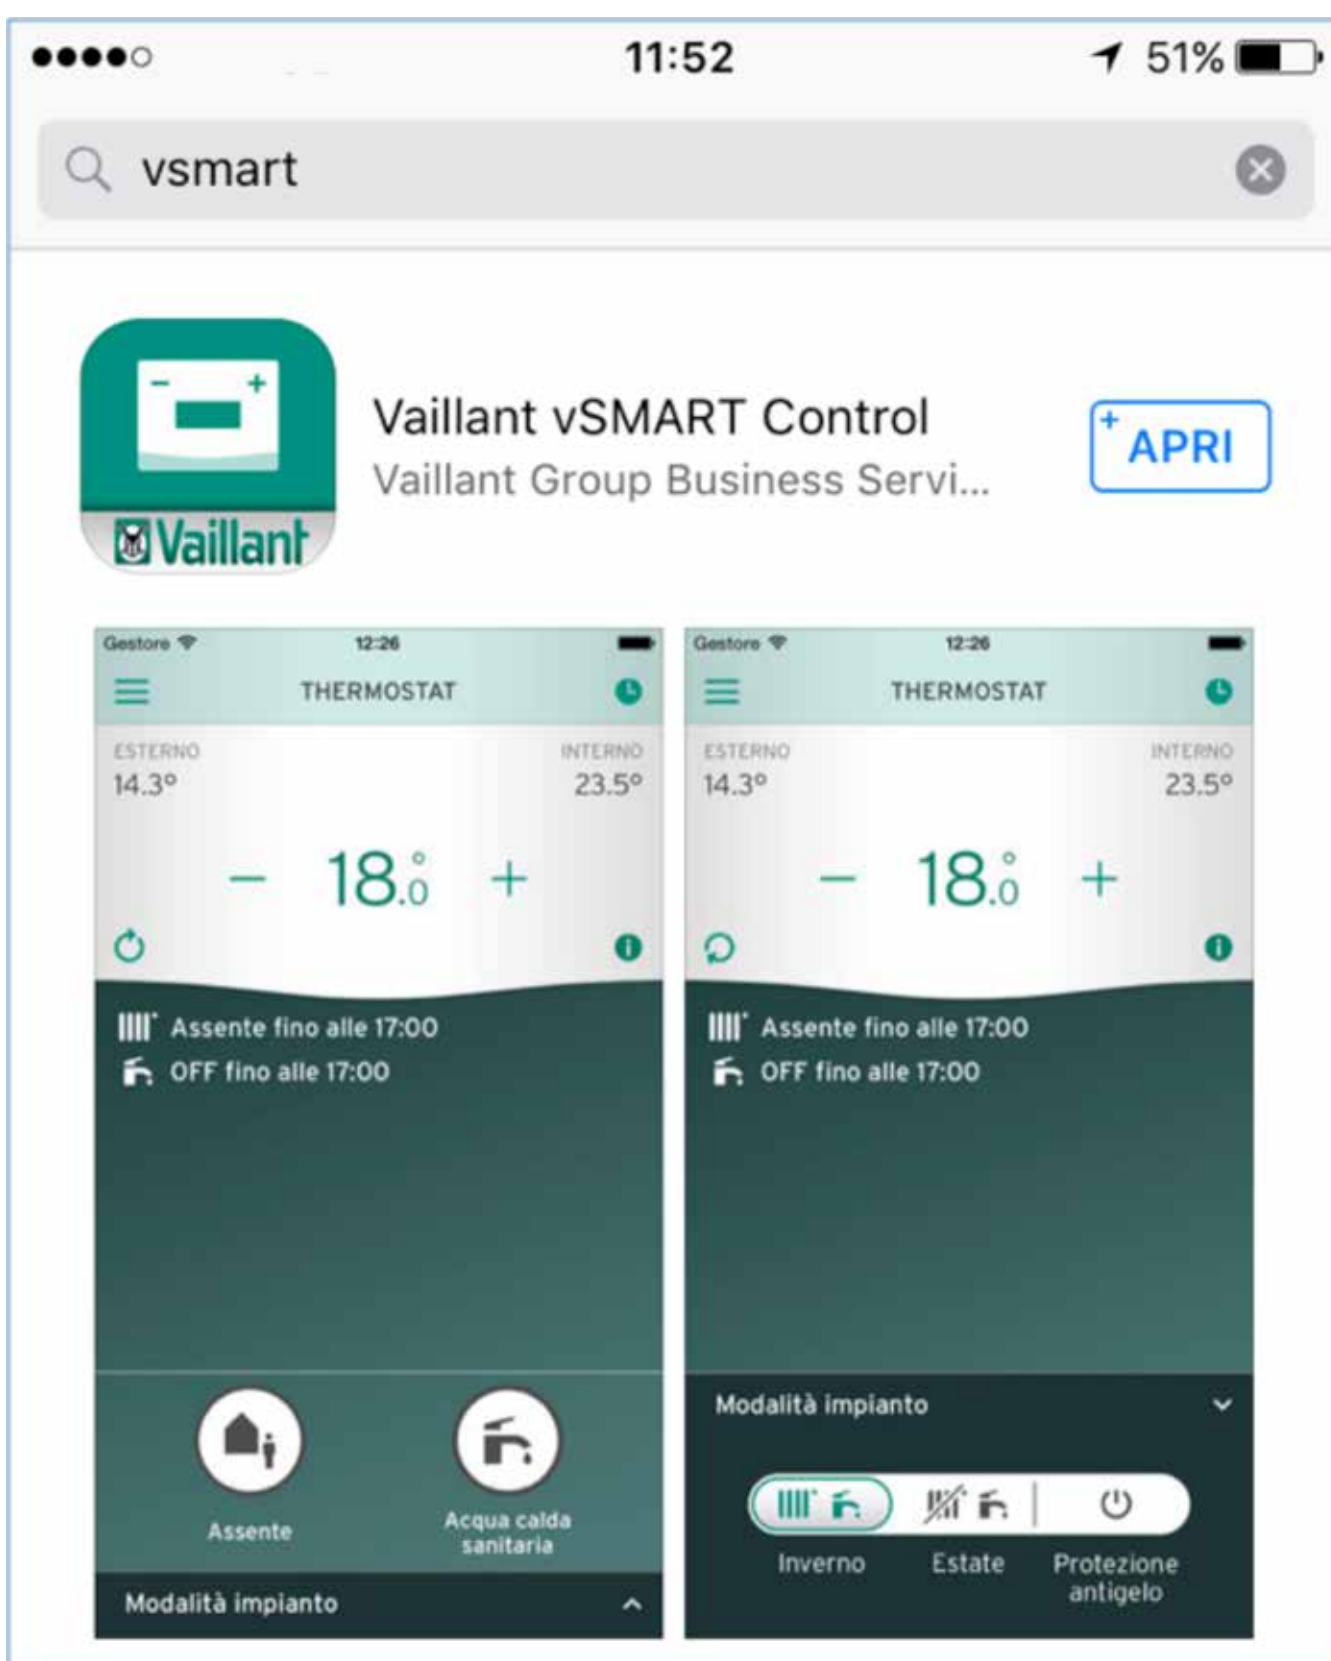 11:52
51%
vsmart
Vaillant vSMART Control
Vaillant Group Business Servi...
+ APRI
- +
Vaillant
Gestore 12:26
THERMOSTAT
ESTERNO INTERNO
14.3° 23.5°
− 18.0° +
Assente fino alle 17:00
OFF fino alle 17:00
Assente
Acqua calda
sanitaria
Modalità impianto
Gestore 12:26
THERMOSTAT
ESTERNO INTERNO
14.3° 23.5°
− 18.0° +
Assente fino alle 17:00
OFF fino alle 17:00
Modalità impianto
Inverno Estate Protezione
antigelo